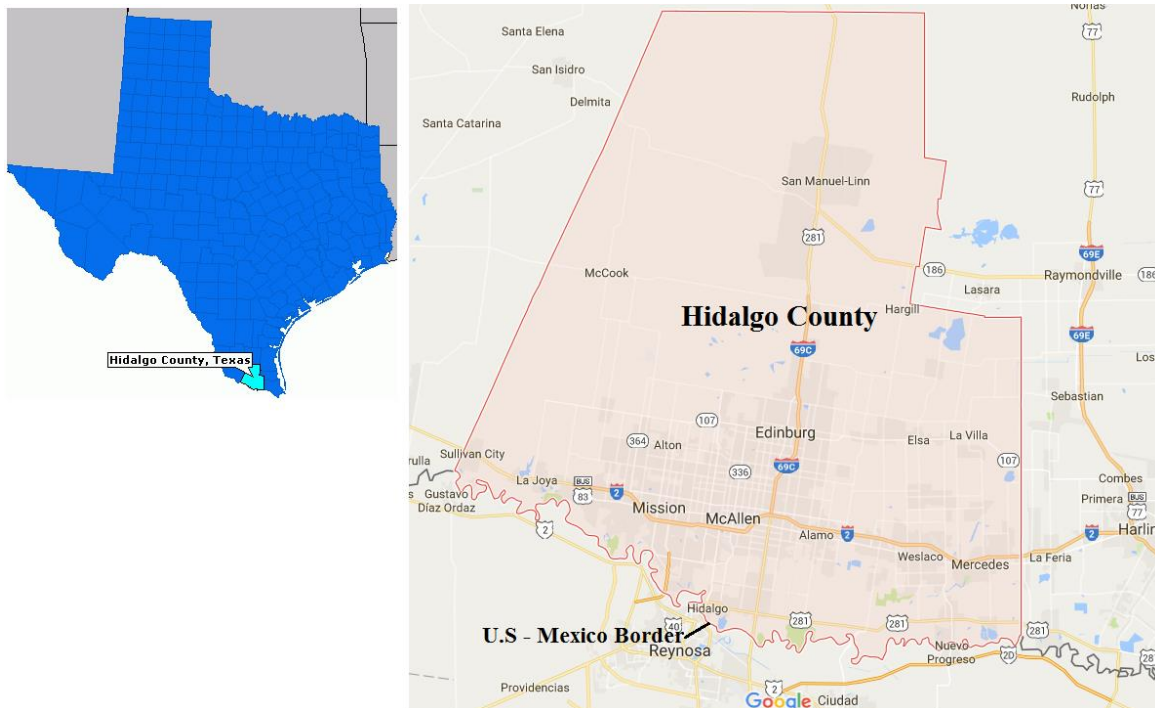 Hidalgo County, Texas
Norias
77
Santa Elena
San Isidro
Delmita
Rudolph
Santa Catarina
San Manuel-Linn
77
281
69E
186
186
McCook
Raymondville
Lasara
Hargill
Hidalgo County
69E
69C
Los
Sebastian
107
364
Alton
Edinburg
Elsa
La Villa
107
Sullivan City
336
69C
rulla
La Joya
BUS
83
2
Combes
s
Gustavo
Díaz Ordaz
Mission
McAllen
Primera
BUS
77
2
Alamo
2
2
Harlin
Weslaco
La Feria
Mercedes
Hidalgo
281
281
281
U.S - Mexico Border
40
Reynosa
Nuevo
Progreso
2D
281
Providencias
2
Google
Ciudad